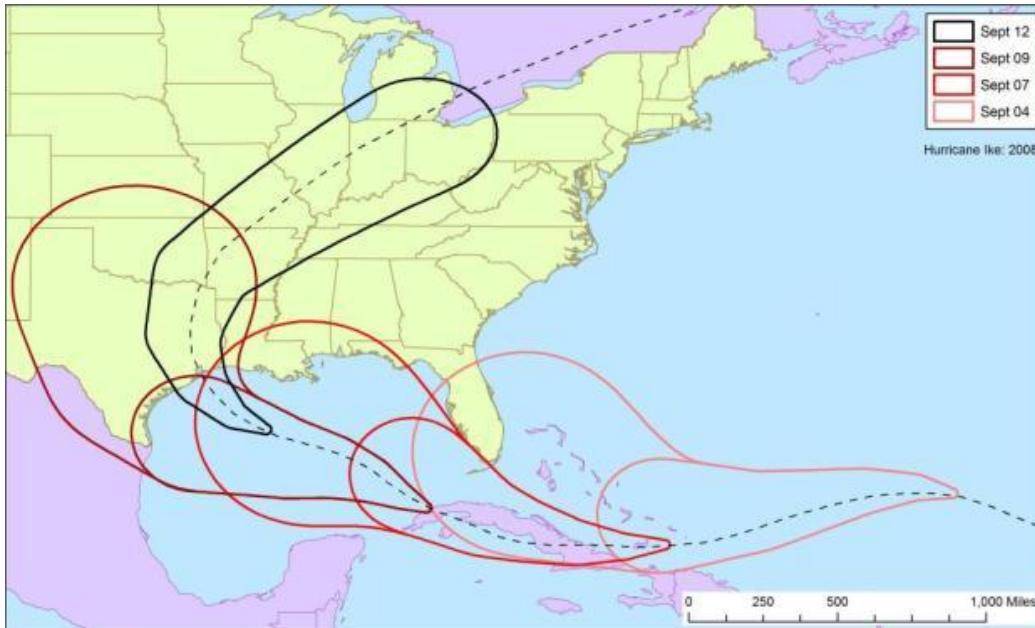 Sept 12
Sept 09
Sept 07
Sept 04
Hurricane Ike: 2008
0 250 500 1,000 Miles